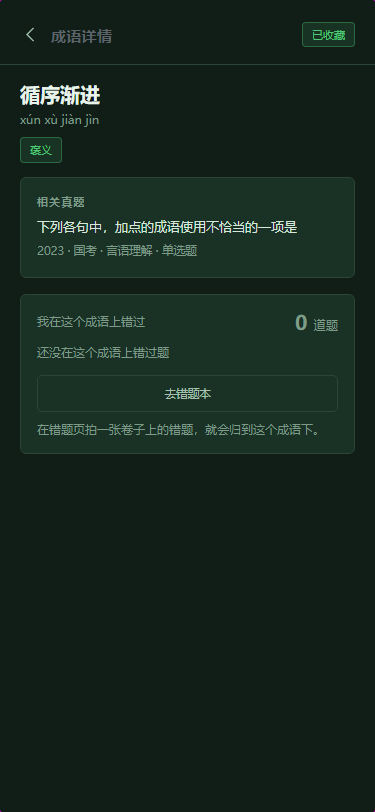 成语详情
已收藏
循序渐进
xún xù jiàn jìn
褒义
相关真题
下列各句中，加点的成语使用不恰当的一项是
2023 · 国考 · 言语理解 · 单选题
我在这个成语上错过
0 道题
还没在这个成语上错过题
去错题本
在错题页拍一张卷子上的错题，就会归到这个成语下。